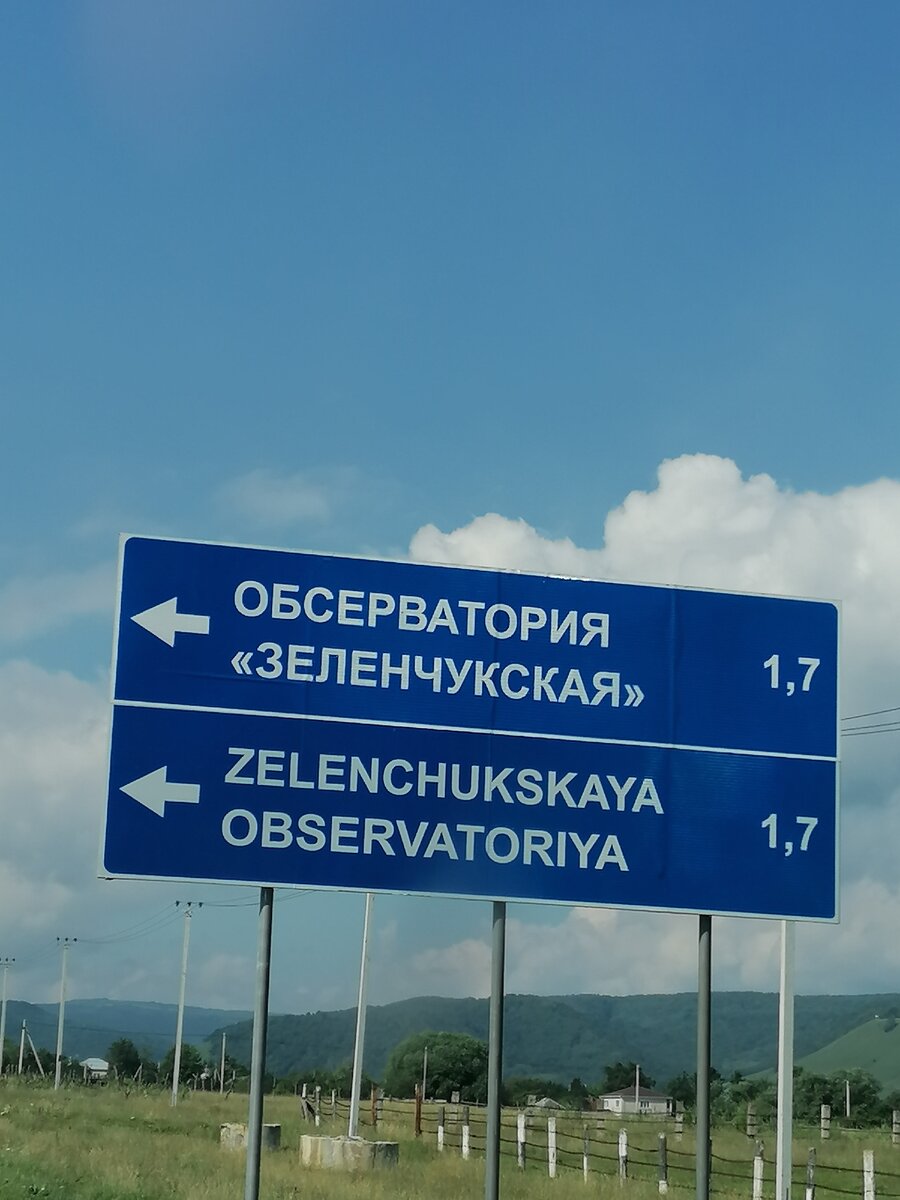 ОБСЕРВАТОРИЯ
«ЗЕЛЕНЧУКСКАЯ» 1,7
ZELENCHUKSKAYA
OBSERVATORIYA 1,7